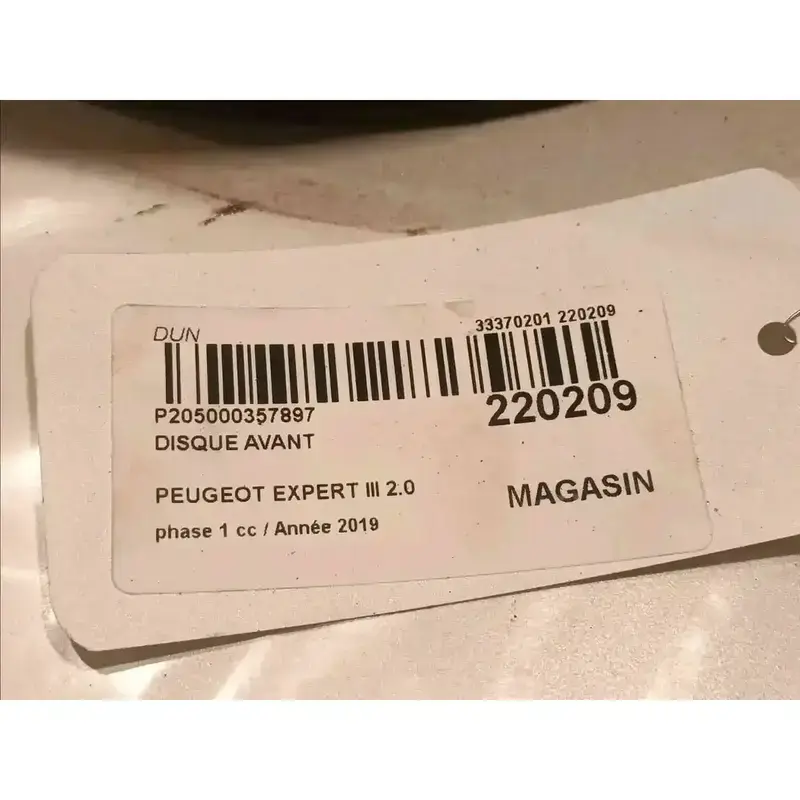 DUN
33370201 220209
P205000357897
220209
DISQUE AVANT
PEUGEOT EXPERT III 2.0
MAGASIN
phase 1 cc / Année 2019